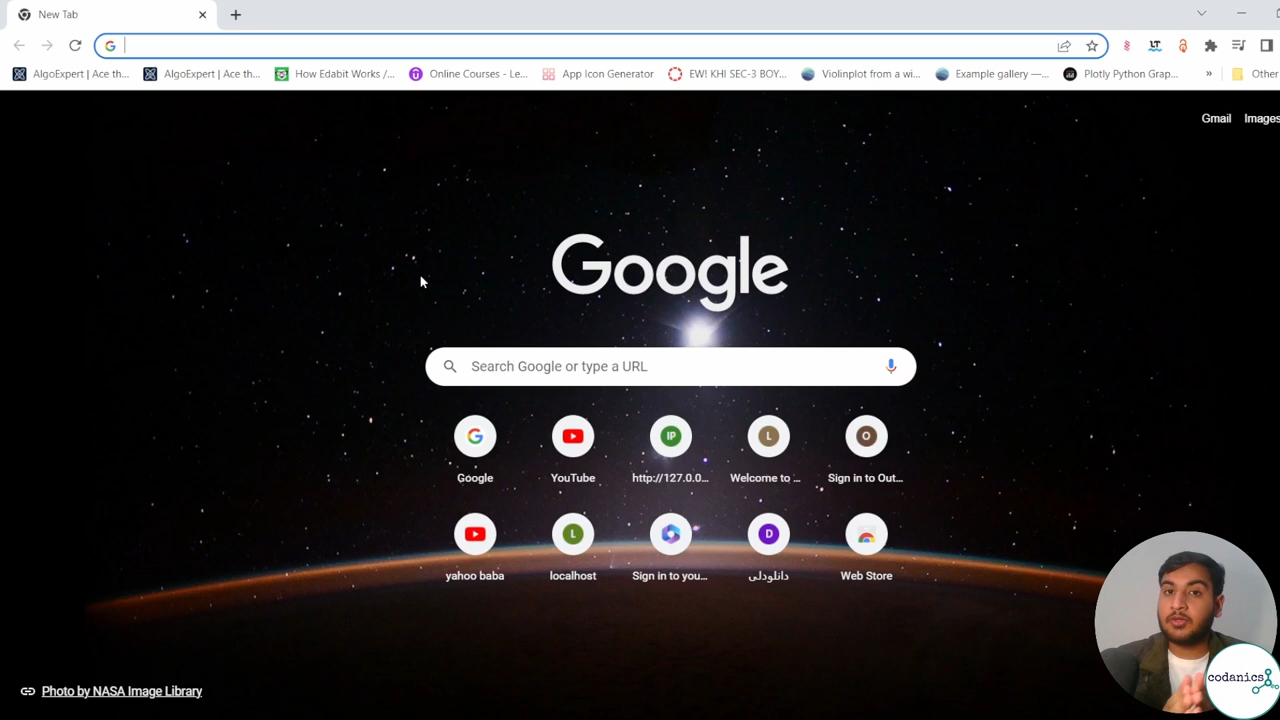 New Tab
AlgoExpert | Ace th...
AlgoExpert | Ace th...
How Edabit Works /...
Online Courses - Le...
App Icon Generator
EW! KHI SEC-3 BOY...
Violinplot from a wi...
Example gallery —...
Plotly Python Grap...
»
Other
Gmail
Images
Google
Search Google or type a URL
IP
L
O
Google
YouTube
http://127.0.0...
Welcome to ...
Sign in to Out...
L
D
yahoo baba
localhost
Sign in to you...
دانلودلی
Web Store
Photo by NASA Image Library
codanics